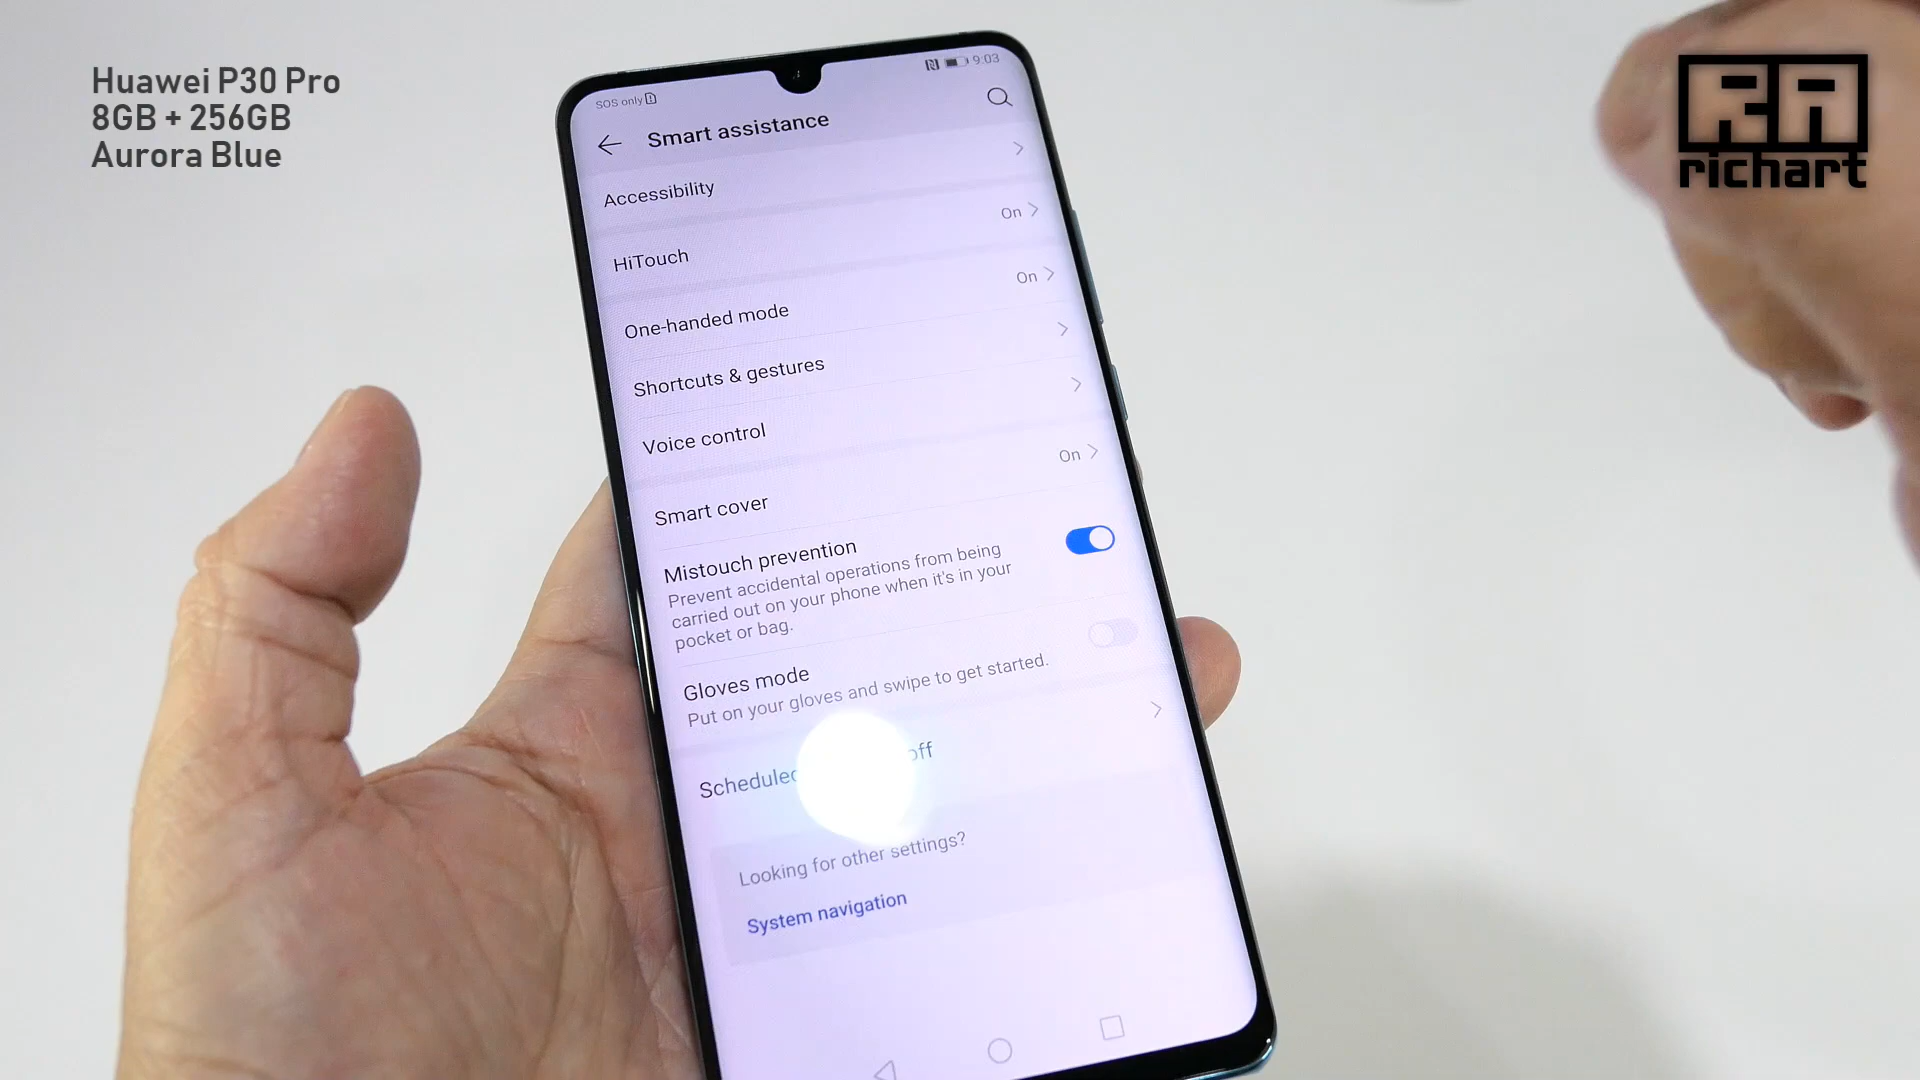 Huawei P30 Pro
8GB + 256GB
Aurora Blue
RA
richart
SOS only
9:03
Smart assistance
Accessibility
HiTouch
On
One-handed mode
On
Shortcuts & gestures
Voice control
Smart cover
On
Mistouch prevention
Prevent accidental operations from being
carried out on your phone when it's in your
pocket or bag.
Gloves mode
Put on your gloves and swipe to get started.
Scheduled off
Looking for other settings?
System navigation